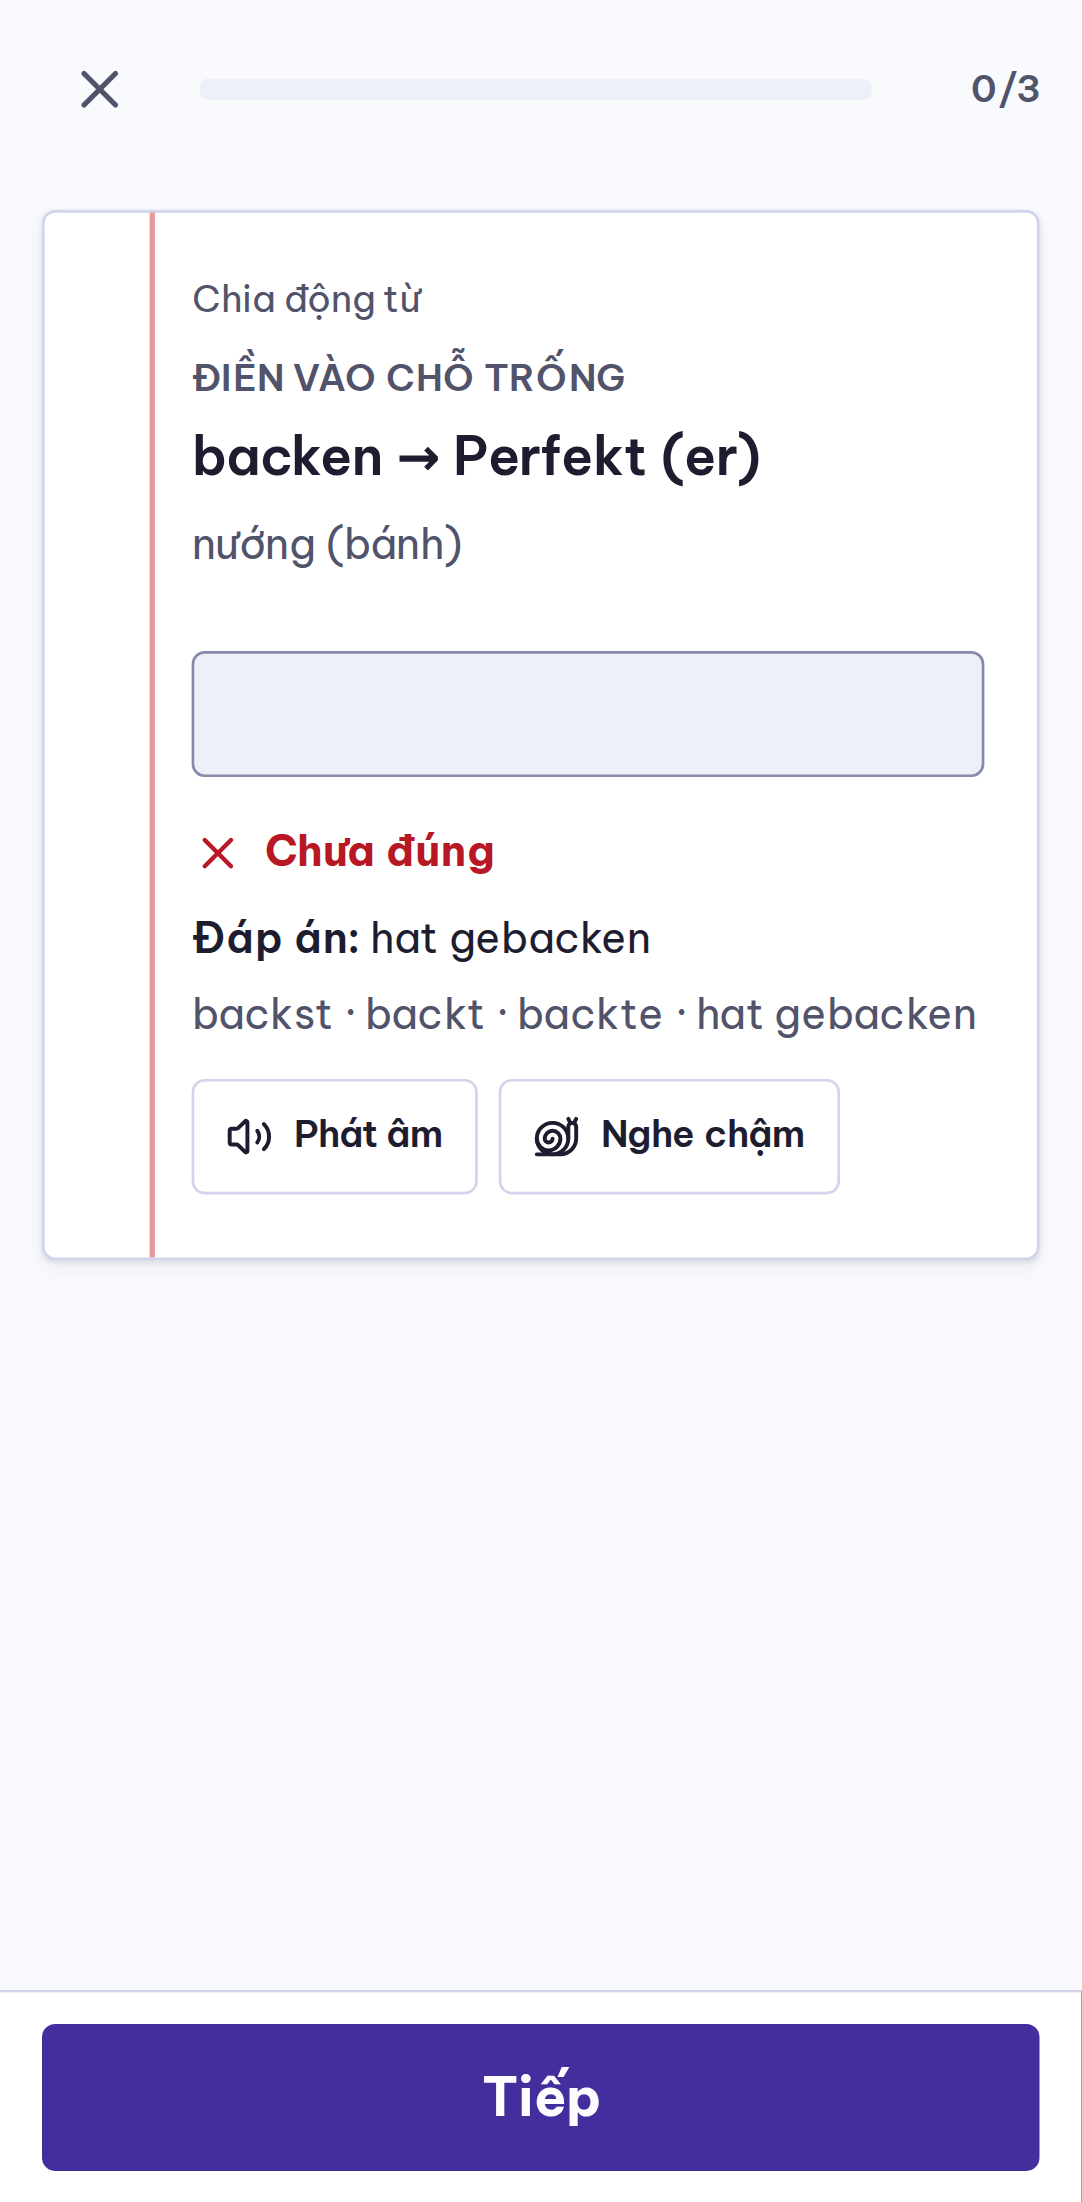 0/3
Chia động từ
ĐIỀN VÀO CHỖ TRỐNG
backen → Perfekt (er)
nướng (bánh)
Chưa đúng
Đáp án: hat gebacken
backst · backt · backte · hat gebacken
Phát âm
Nghe chậm
Tiếp